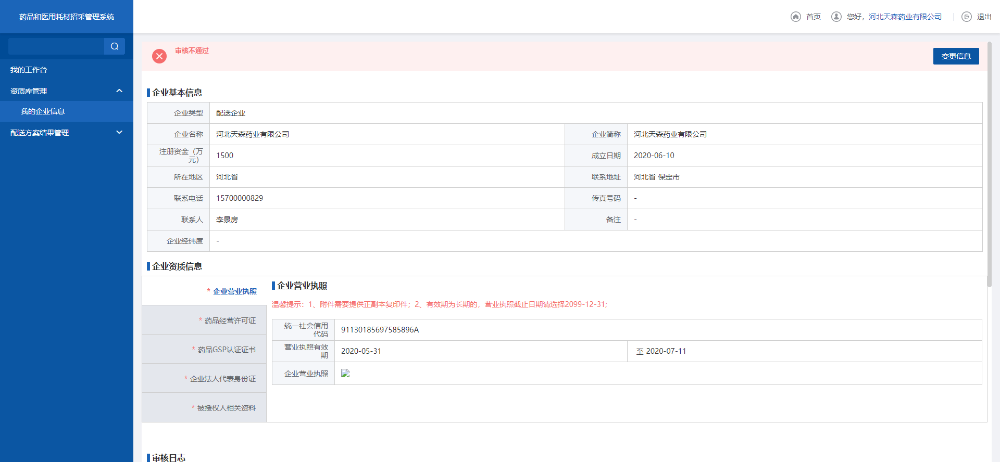 药品和医用耗材招采管理系统
首页
您好，河北天森药业有限公司
退出
我的工作台
资质库管理
我的企业信息
配送方案结果管理
审核不通过
变更信息
企业基本信息
企业类型 配送企业
企业名称 河北天森药业有限公司 企业简称 河北天森药业有限公司
注册资金（万
元） 1500 成立日期 2020-06-10
所在地区 河北省 联系地址 河北省 保定市
联系电话 15700000829 传真号码 -
联系人 李景房 备注 -
企业经纬度 -
企业资质信息
* 企业营业执照
* 药品经营许可证
* 药品GSP认证证书
* 企业法人代表身份证
* 被授权人相关资料
企业营业执照
温馨提示：1、附件需要提供正副本复印件；2、有效期为长期的，营业执照截止日期请选择2099-12-31;
统一社会信用
代码 91130185697585896A
营业执照有效
期 2020-05-31 至 2020-07-11
企业营业执照
审核日志